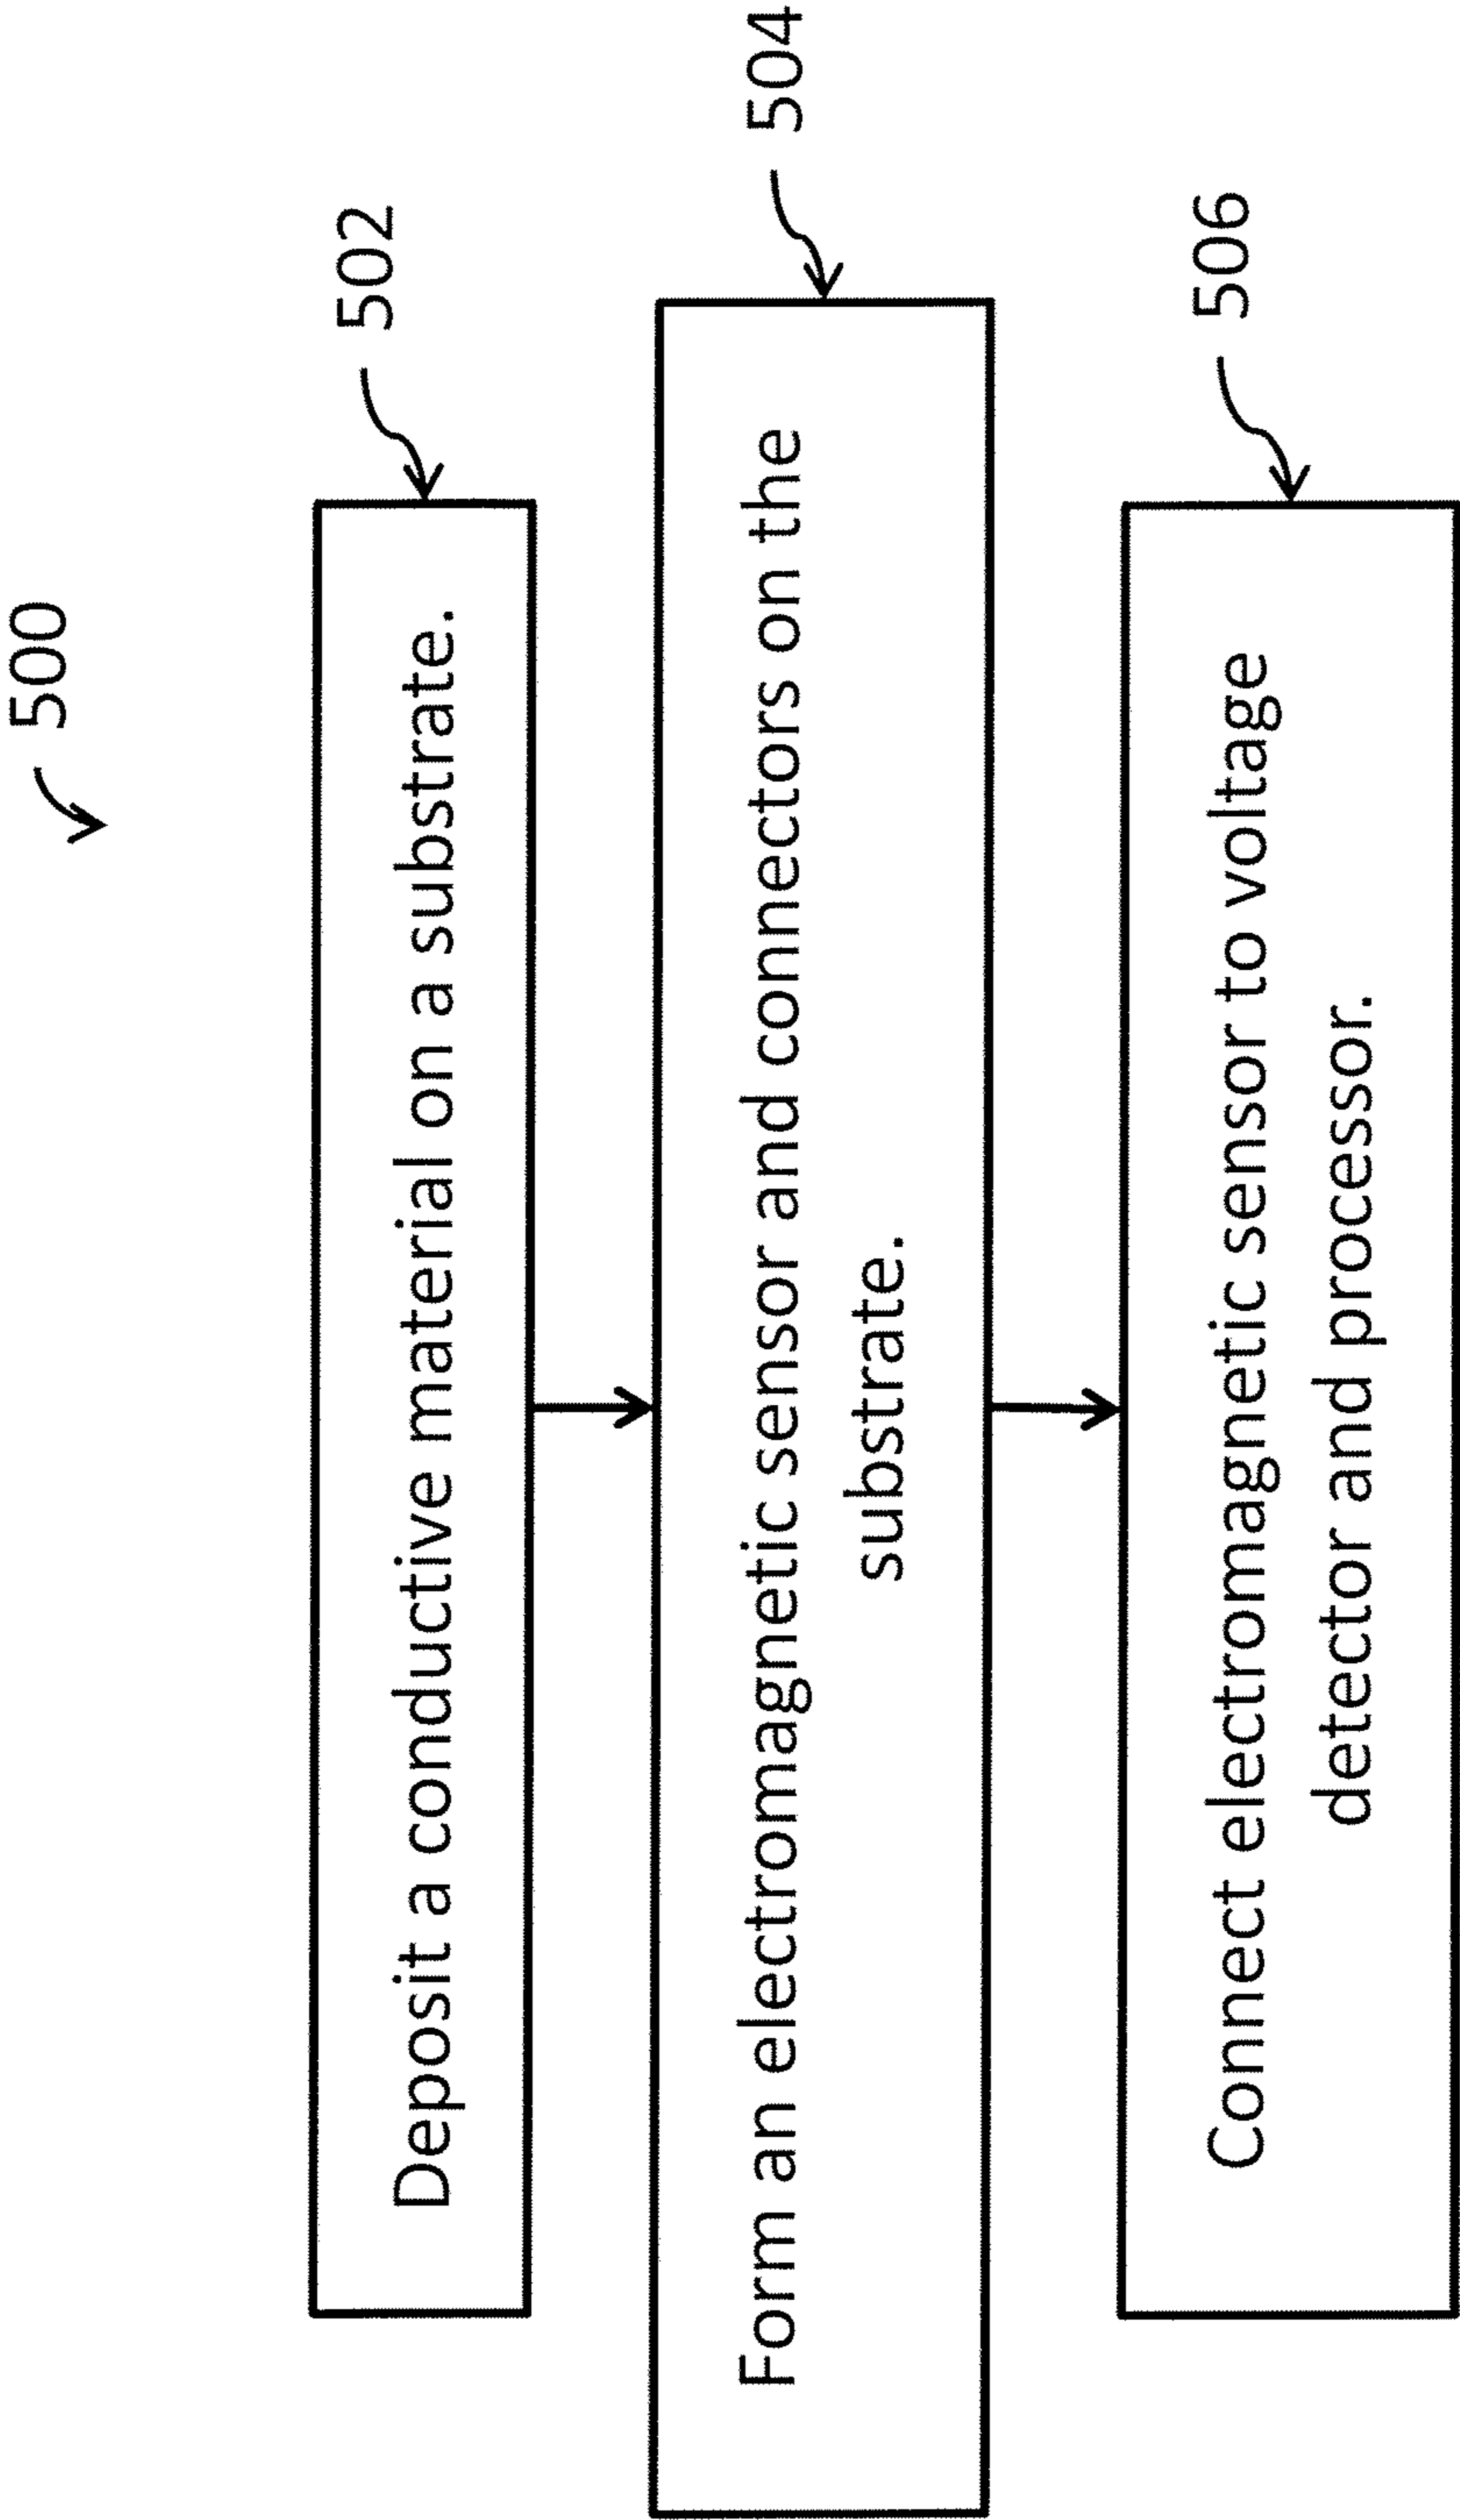 500
502
Deposit a conductive material on a substrate.
504
Form an electromagnetic sensor and connectors on the
substrate.
506
Connect electromagnetic sensor to voltage
detector and processor.